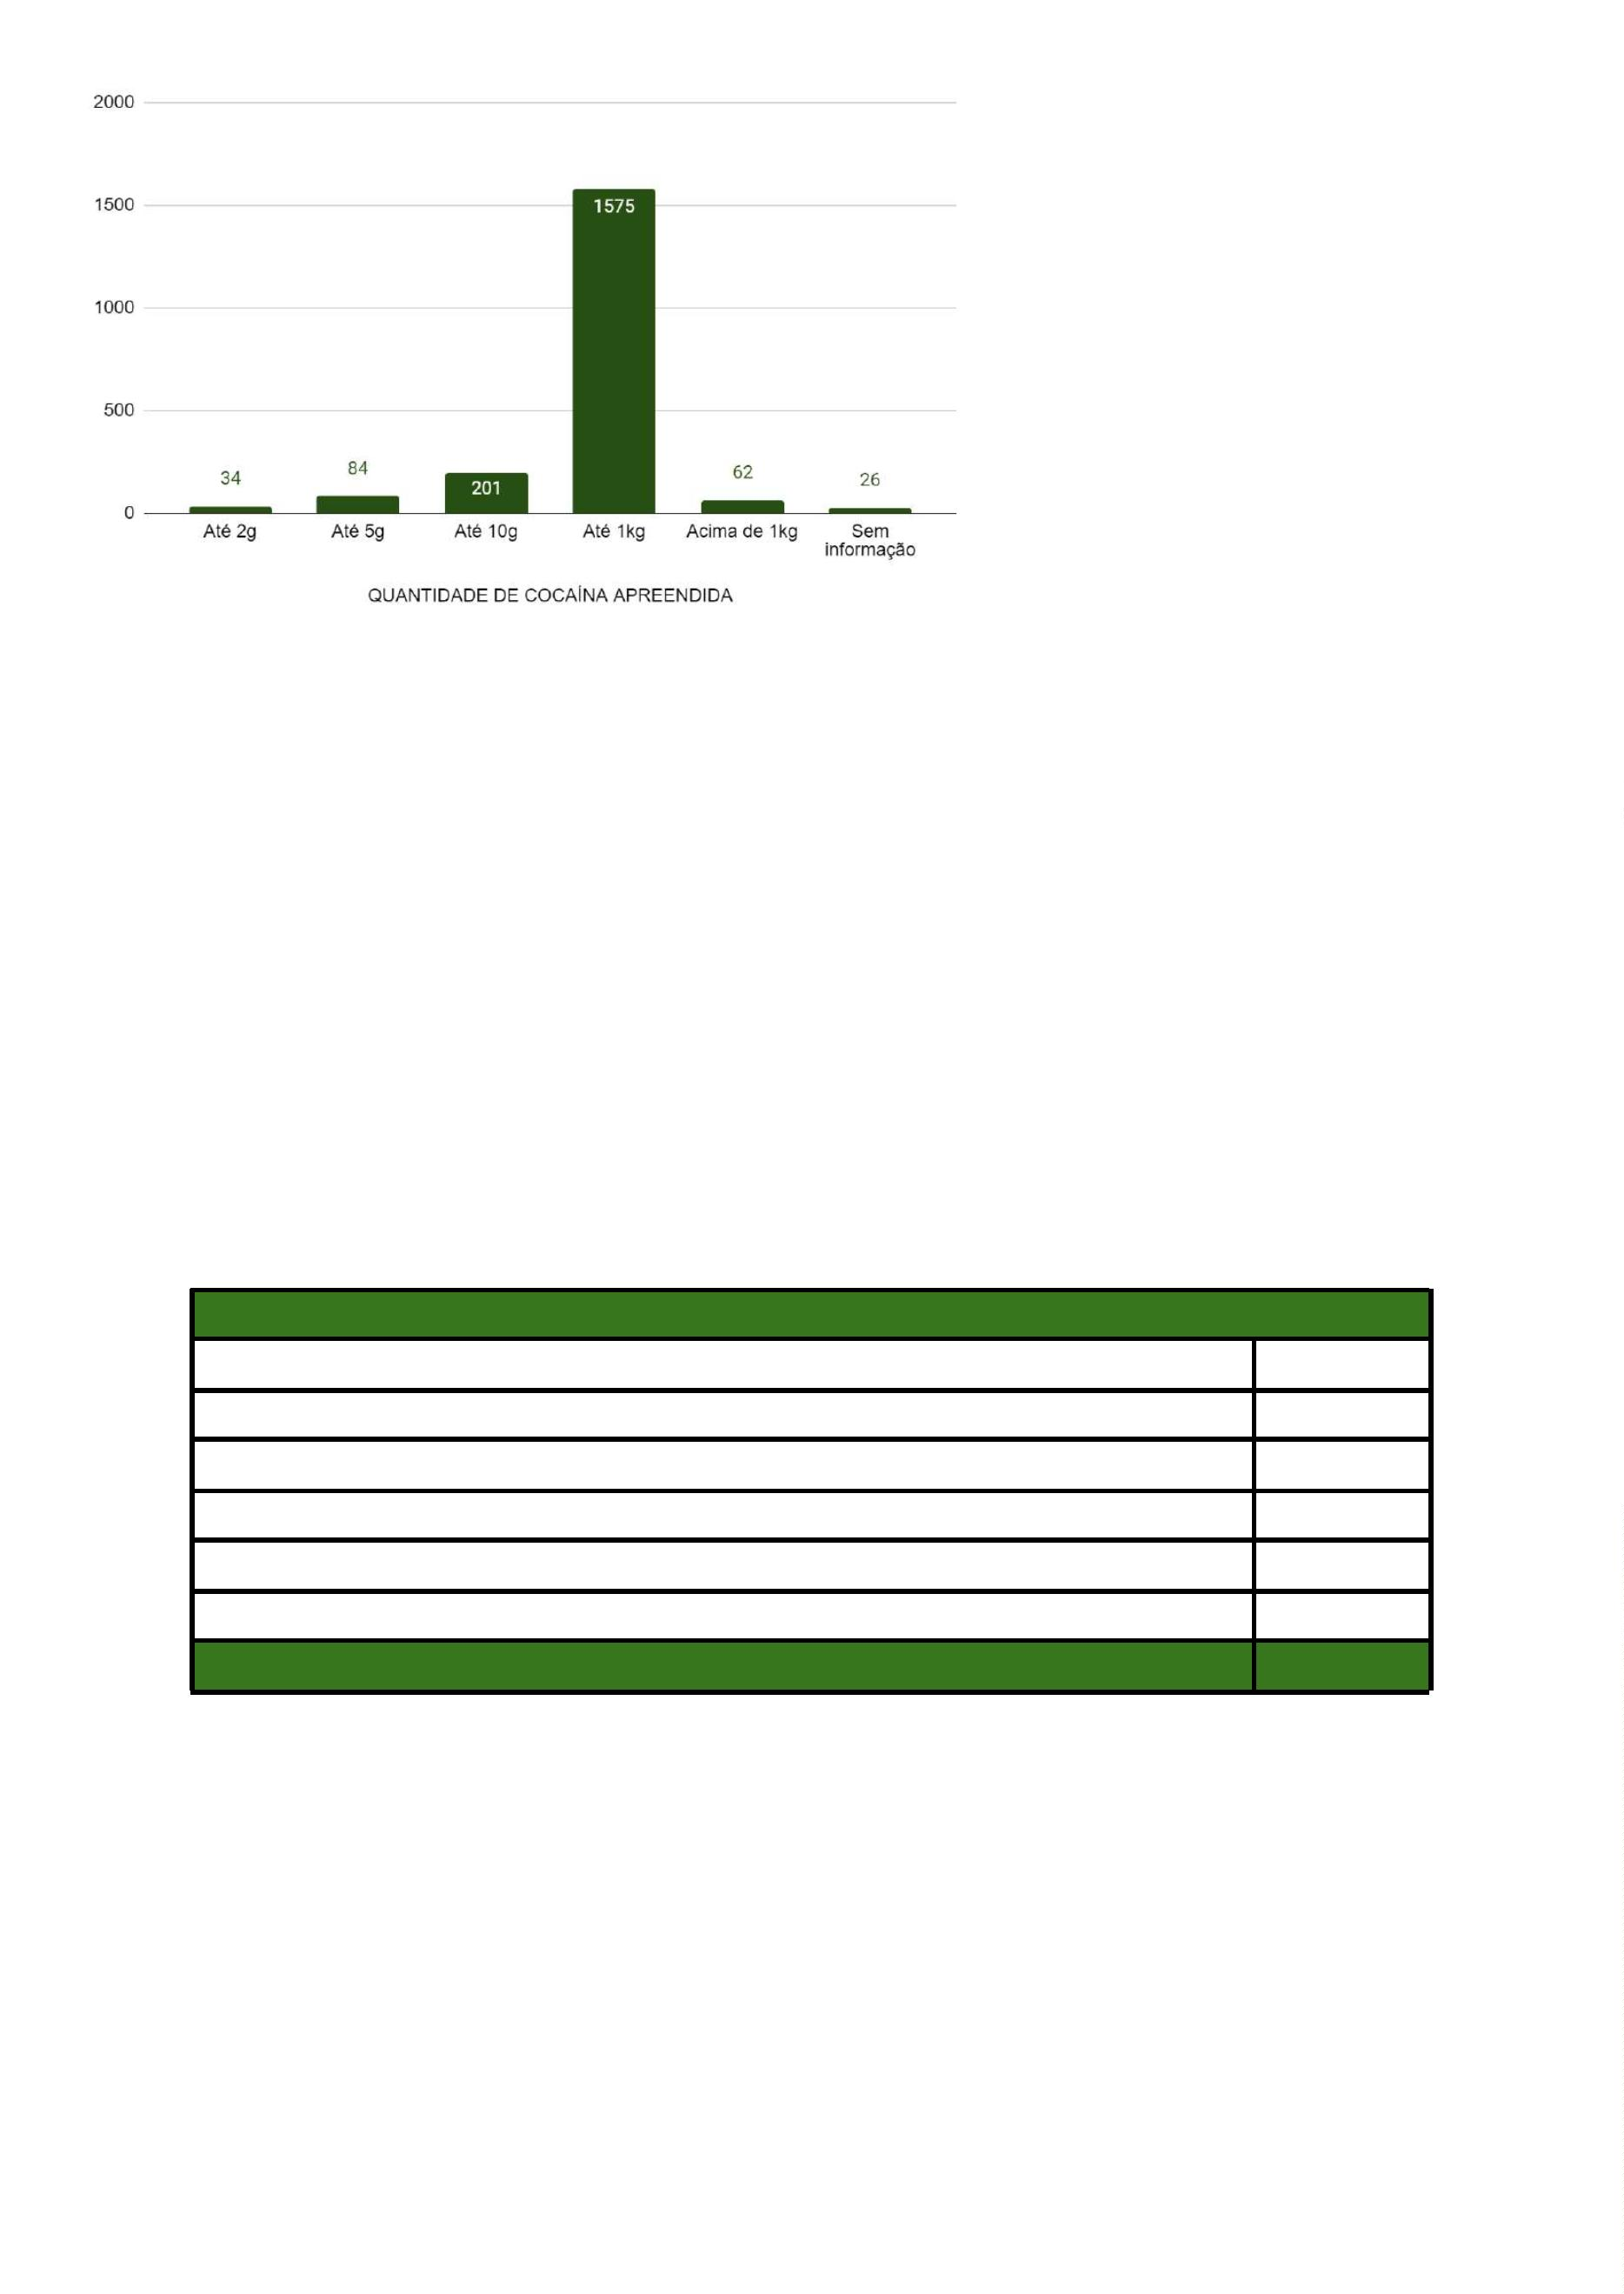 2000
1500
1575
1000
500
34
84
201
62
26
0
Até 2g
Até 5g
Até 10g
Até 1kg
Acima de 1kg
Sem
informação
QUANTIDADE DE COCAÍNA APREENDIDA